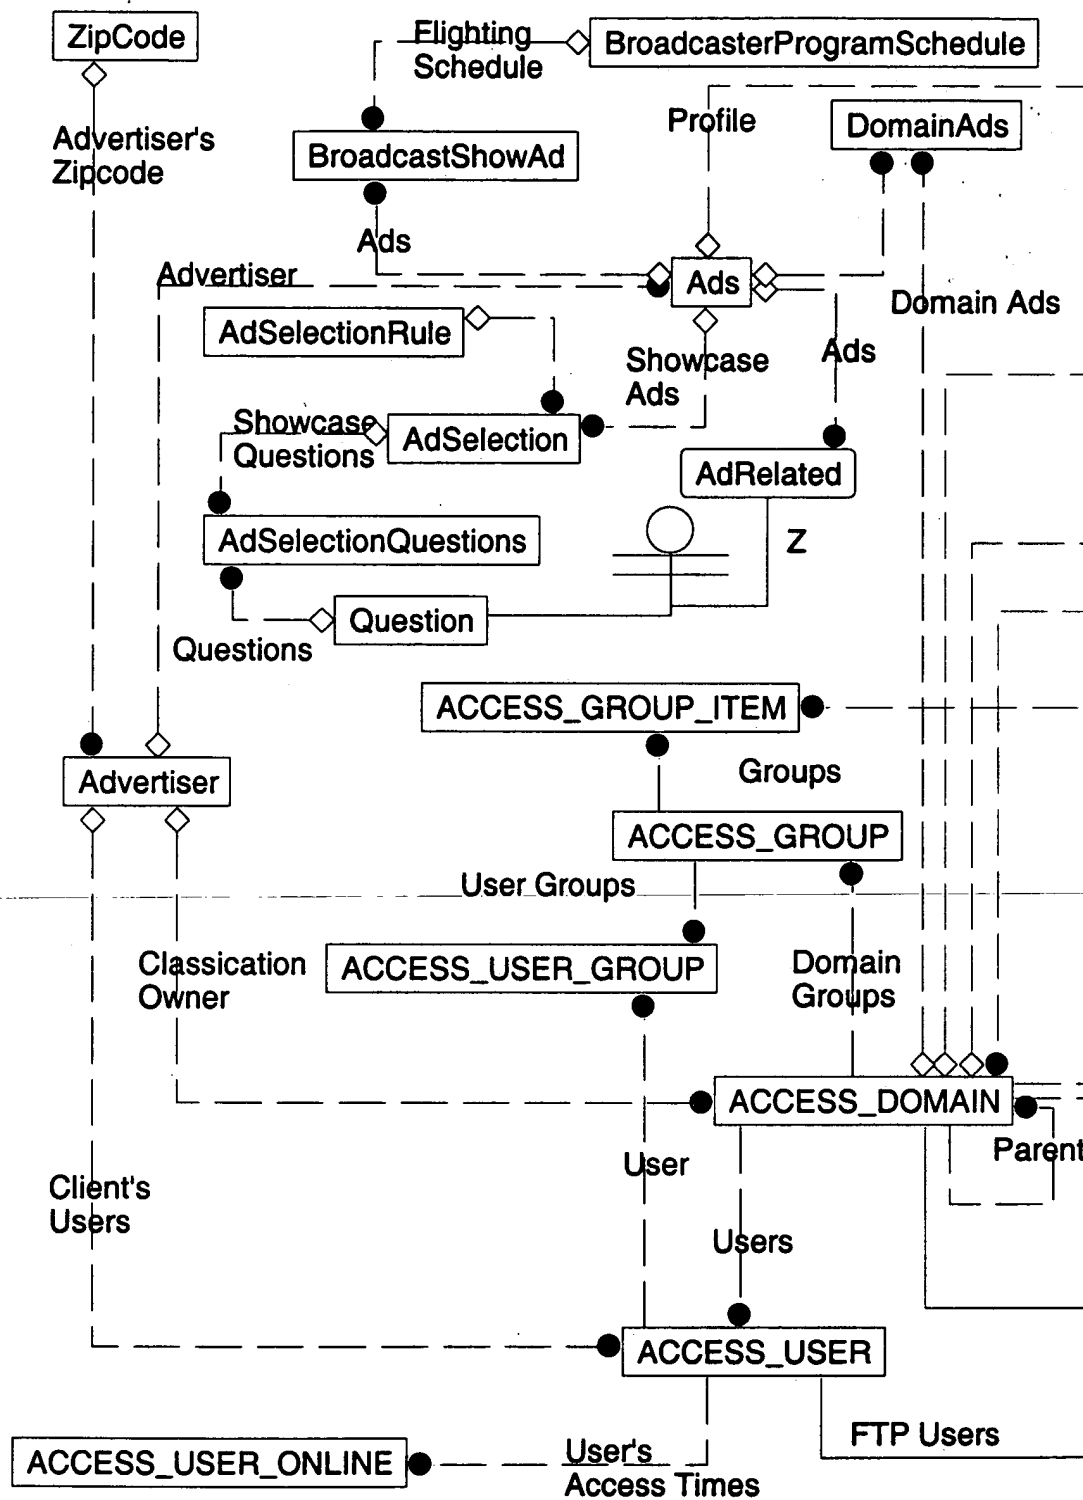 ZipCode
Flighting
Schedule
BroadcasterProgramSchedule
Advertiser's
Zipcode
BroadcastShowAd
Profile
DomainAds
Ads
Advertiser
Ads
Domain Ads
AdSelectionRule
Showcase
Ads
Ads
Showcase
Questions
AdSelection
AdRelated
AdSelectionQuestions
Z
Question
Questions
ACCESS_GROUP_ITEM
Groups
Advertiser
ACCESS_GROUP
User Groups
Classication
Owner
ACCESS_USER_GROUP
Domain
Groups
ACCESS_DOMAIN
Parent
User
Client's
Users
Users
ACCESS_USER
FTP Users
ACCESS_USER_ONLINE
User's
Access Times